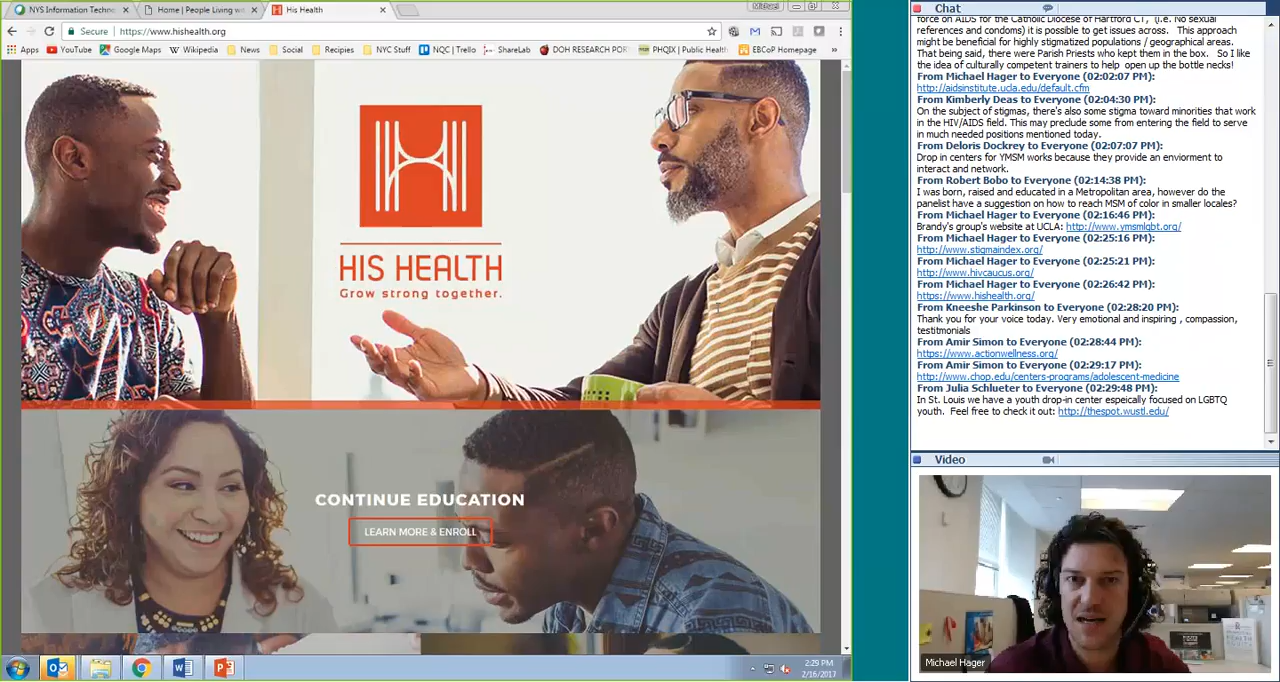 NYS Information Techno
Home | People Living wi
His Health
Michael
Secure
https://www.hishealth.org
Apps
YouTube
Google Maps
Wikipedia
News
Social
Recipies
NYC Stuff
NQC | Trello
ShareLab
DOH RESEARCH POR
PHQIX | Public Health
EBCoP Homepage
»
HIS HEALTH
Grow strong together.
CONTINUE EDUCATION
LEARN MORE & ENROLL
2:29 PM
2/16/2017
Chat
force on AIDS for the Catholic Diocese of Hartford CT, (i.e. No sexual
references and condoms) it is possible to get issues across. This approach
might be beneficial for highly stigmatized populations / geographical areas.
That being said, there were Parish Priests who kept them in the box. So I like
the idea of culturally competent trainers to help open up the bottle necks!
From Michael Hager to Everyone (02:02:07 PM):
http://aidsinstitute.ucla.edu/default.cfm
From Kimberly Deas to Everyone (02:04:30 PM):
On the subject of stigmas, there's also some stigma toward minorities that work
in the HIV/AIDS field. This may preclude some from entering the field to serve
in much needed positions mentioned today.
From Deloris Dockrey to Everyone (02:07:07 PM):
Drop in centers for YMSM works because they provide an enviorment to
interact and network.
From Robert Bobo to Everyone (02:14:38 PM):
I was born, raised and educated in a Metropolitan area, however do the
panelist have a suggestion on how to reach MSM of color in smaller locales?
From Michael Hager to Everyone (02:16:46 PM):
Brandy's group's website at UCLA: http://www.ymsmlgbt.org/
From Michael Hager to Everyone (02:25:16 PM):
http://www.stigmaindex.org/
From Michael Hager to Everyone (02:25:21 PM):
http://www.hivcaucus.org/
From Michael Hager to Everyone (02:26:42 PM):
https://www.hishealth.org/
From Kneeshe Parkinson to Everyone (02:28:20 PM):
Thank you for your voice today. Very emotional and inspiring , compassion,
testitmonials
From Amir Simon to Everyone (02:28:44 PM):
https://www.actionwellness.org/
From Amir Simon to Everyone (02:29:17 PM):
http://www.chop.edu/centers-programs/adolescent-medicine
From Julia Schlueter to Everyone (02:29:48 PM):
In St. Louis we have a youth drop-in center espeically focused on LGBTQ
youth. Feel free to check it out: http://thespot.wustl.edu/
Video
Michael Hager